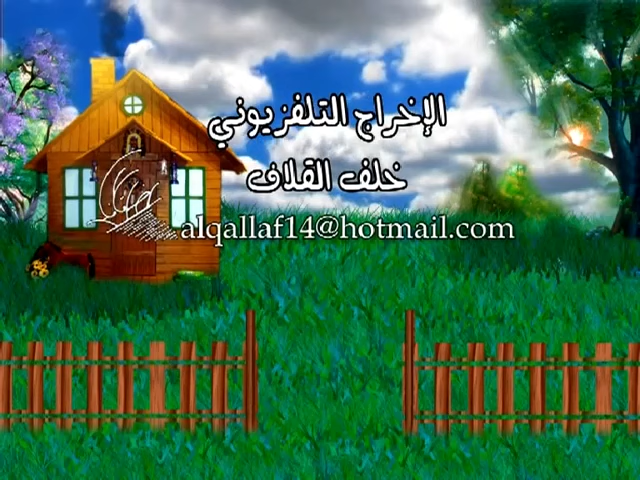 الإخراج التلفزيوني
خلف القلاف
alqallaf14@hotmail.com